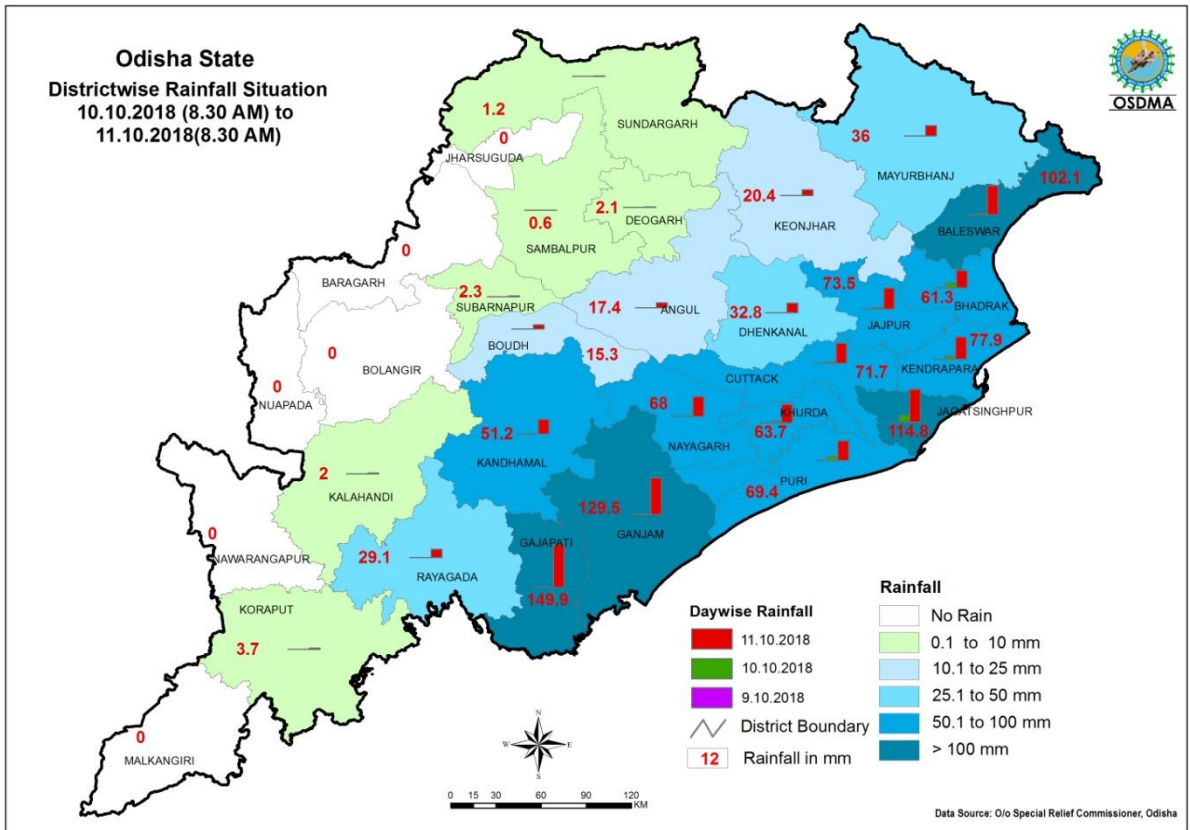 Odisha State
Districtwise Rainfall Situation
10.10.2018 (8.30 AM) to
11.10.2018(8.30 AM)
OSDMA
1.2
SUNDARGARH
0
JHARSUGUDA
36
MAYURBHANJ
102.1
BALESWAR
20.4
KEONJHAR
2.1
DEOGARH
0.6
SAMBALPUR
0
BARAGARH
2.3
SUBARNAPUR
17.4
ANGUL
32.8
DHENKANAL
73.5
JAJPUR
61.3
BHADRAK
77.9
KENDRAPARA
0
BOLANGIR
BOUDH
15.3
CUTTACK
71.7
0
NUAPADA
51.2
KANDHAMAL
68
NAYAGARH
KHURDA
63.7
JAGATSINGHPUR
114.8
2
KALAHANDI
PURI
69.4
129.5
GANJAM
0
NAWARANGAPUR
29.1
RAYAGADA
GAJAPATI
149.9
KORAPUT
3.7
0
MALKANGIRI
N
W
E
S
0 15 30 60 90 120
KM
Daywise Rainfall
11.10.2018
10.10.2018
9.10.2018
District Boundary
12 Rainfall in mm
Rainfall
No Rain
0.1 to 10 mm
10.1 to 25 mm
25.1 to 50 mm
50.1 to 100 mm
> 100 mm
Data Source: O/o Special Relief Commissioner, Odisha